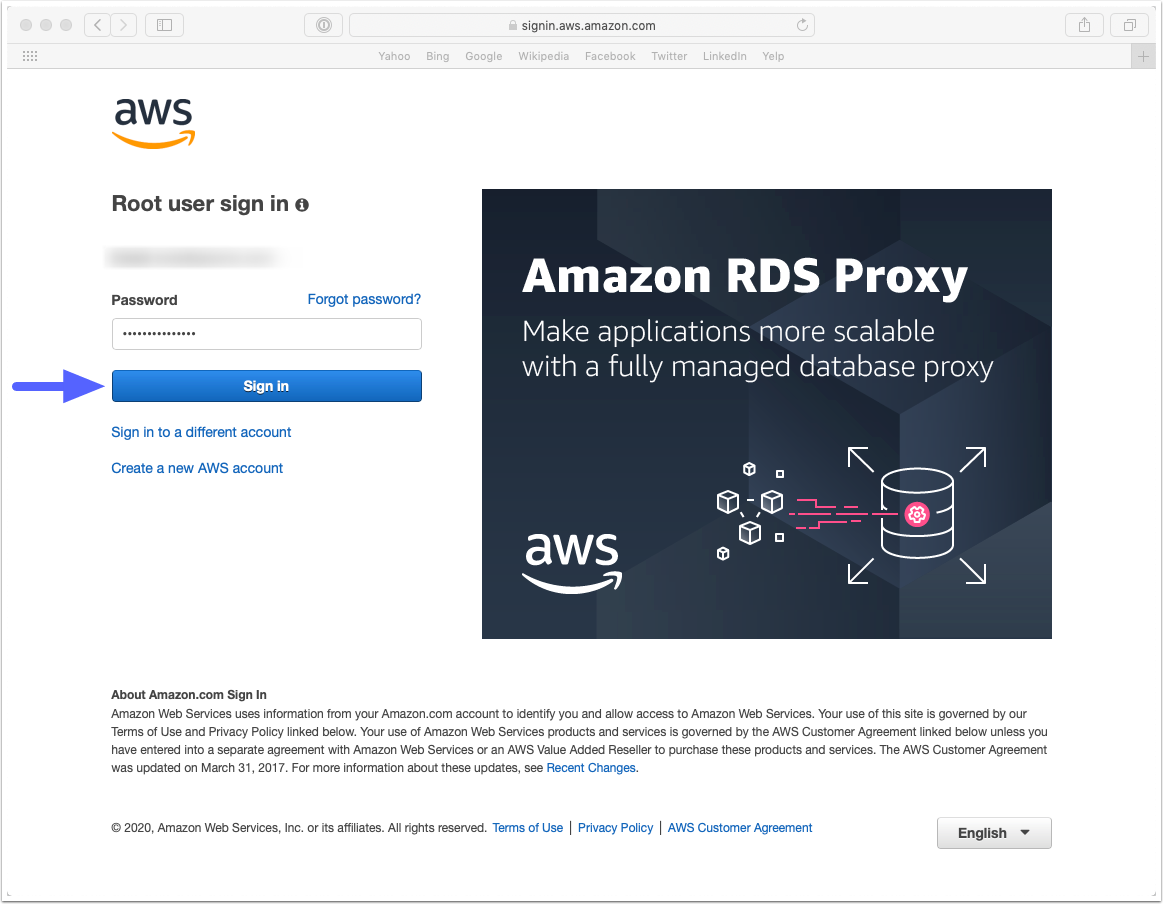 signin.aws.amazon.com
Yahoo Bing Google Wikipedia Facebook Twitter LinkedIn Yelp
aws
Root user sign in
Password Forgot password?
•••••••••••••••
Sign in
Sign in to a different account
Create a new AWS account
Amazon RDS Proxy
Make applications more scalable
with a fully managed database proxy
aws
About Amazon.com Sign In
Amazon Web Services uses information from your Amazon.com account to identify you and allow access to Amazon Web Services. Your use of this site is governed by our
Terms of Use and Privacy Policy linked below. Your use of Amazon Web Services products and services is governed by the AWS Customer Agreement linked below unless you
have entered into a separate agreement with Amazon Web Services or an AWS Value Added Reseller to purchase these products and services. The AWS Customer Agreement
was updated on March 31, 2017. For more information about these updates, see Recent Changes.
© 2020, Amazon Web Services, Inc. or its affiliates. All rights reserved. Terms of Use | Privacy Policy | AWS Customer Agreement
English